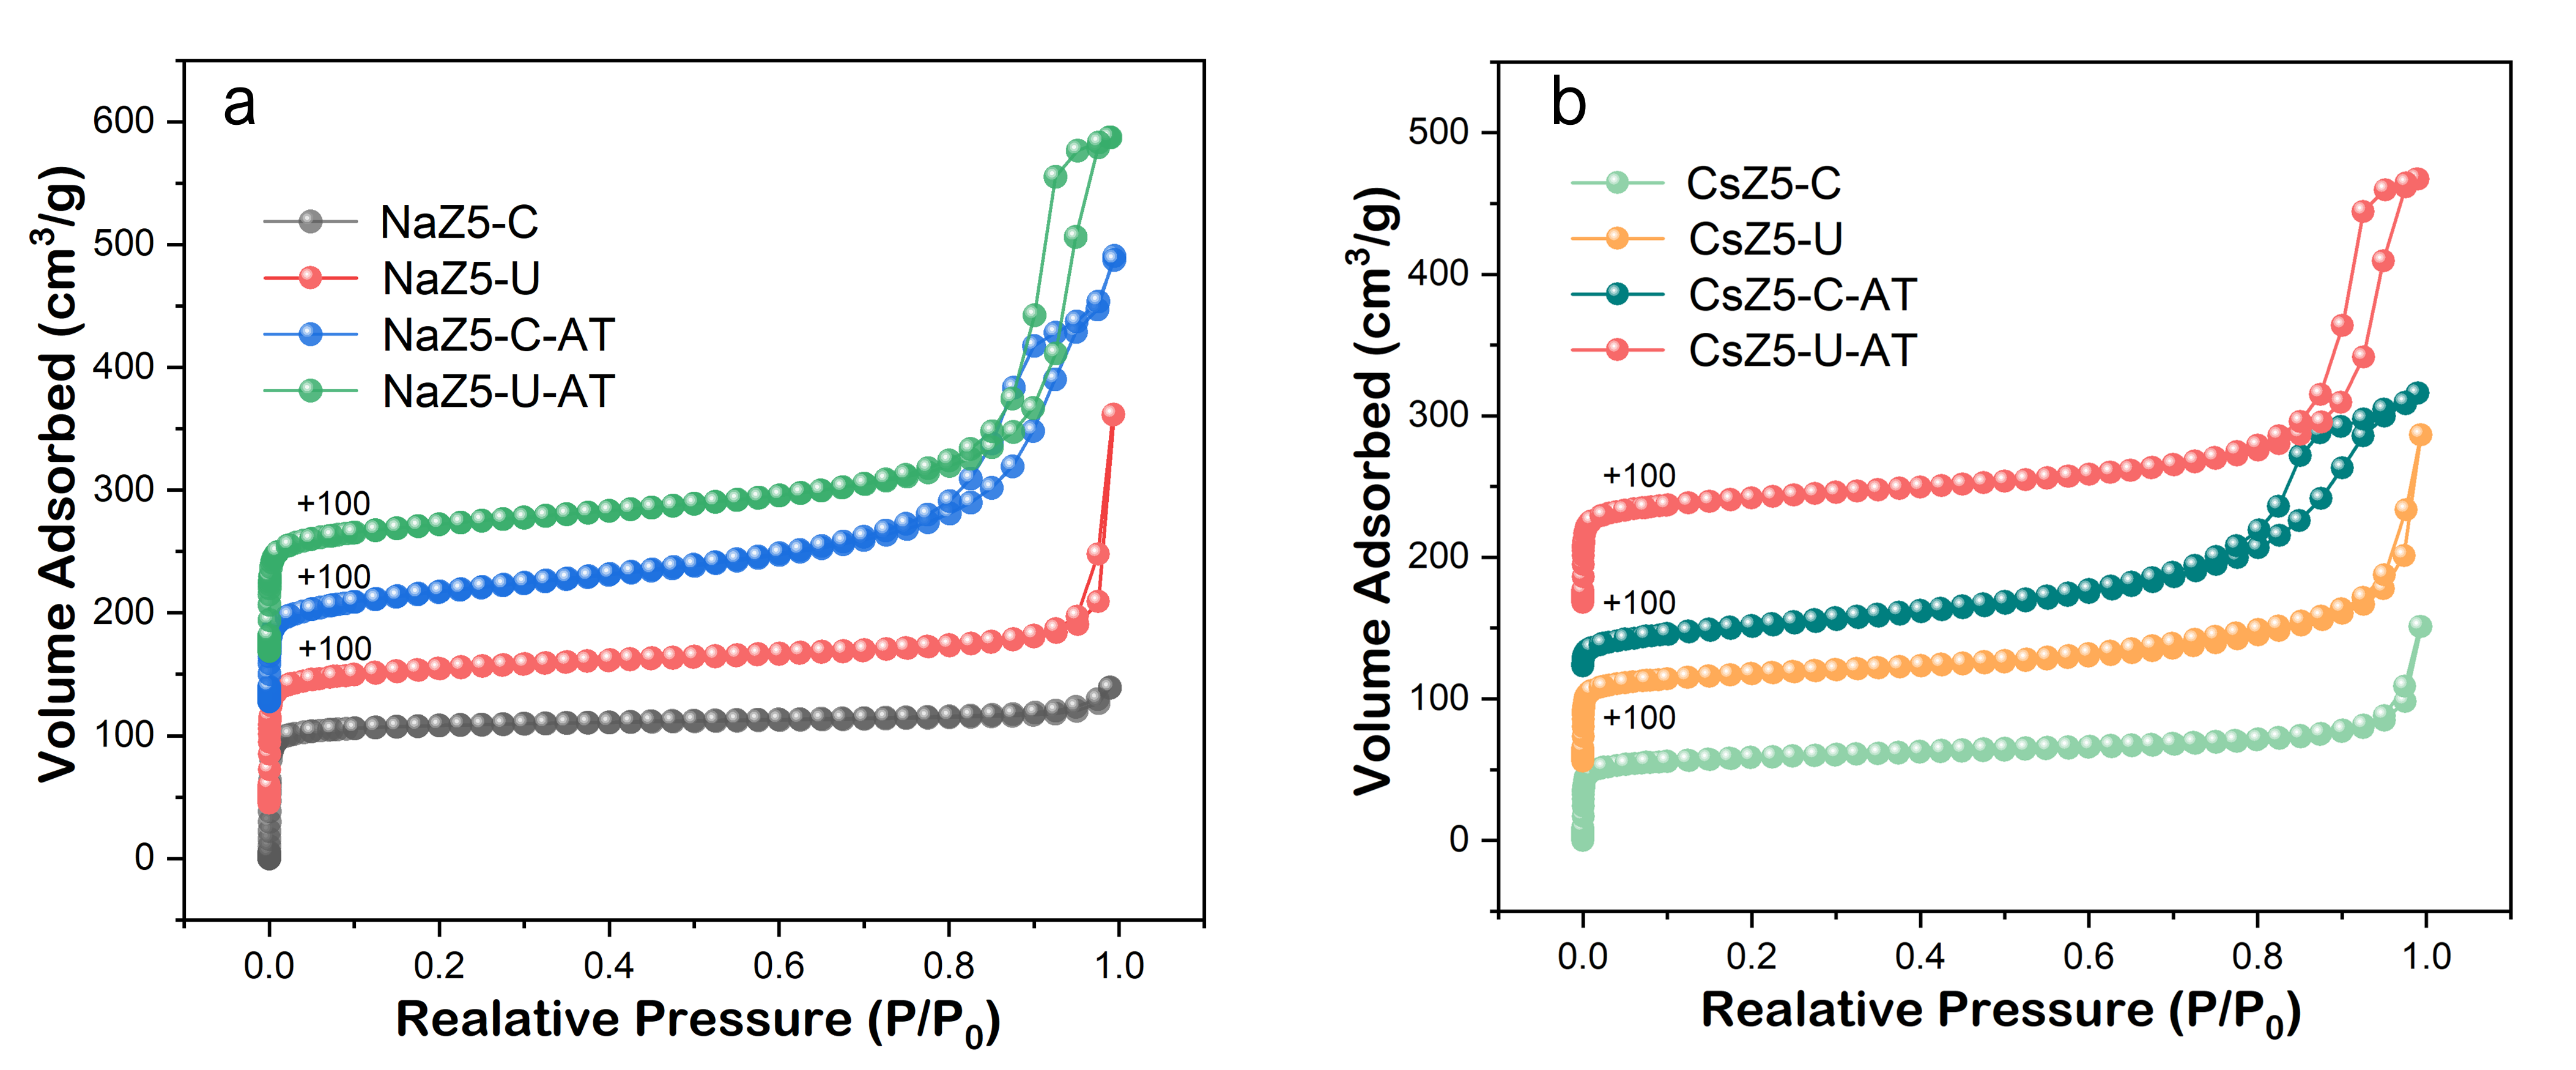 a
600
500
400
300
200
100
0
NaZ5-C
NaZ5-U
NaZ5-C-AT
NaZ5-U-AT
+100
+100
+100
0.0 0.2 0.4 0.6 0.8 1.0
Volume Adsorbed (cm³/g)
Realative Pressure (P/P₀)
b
500
400
300
200
100
0
CsZ5-C
CsZ5-U
CsZ5-C-AT
CsZ5-U-AT
+100
+100
+100
0.0 0.2 0.4 0.6 0.8 1.0
Volume Adsorbed (cm³/g)
Realative Pressure (P/P₀)